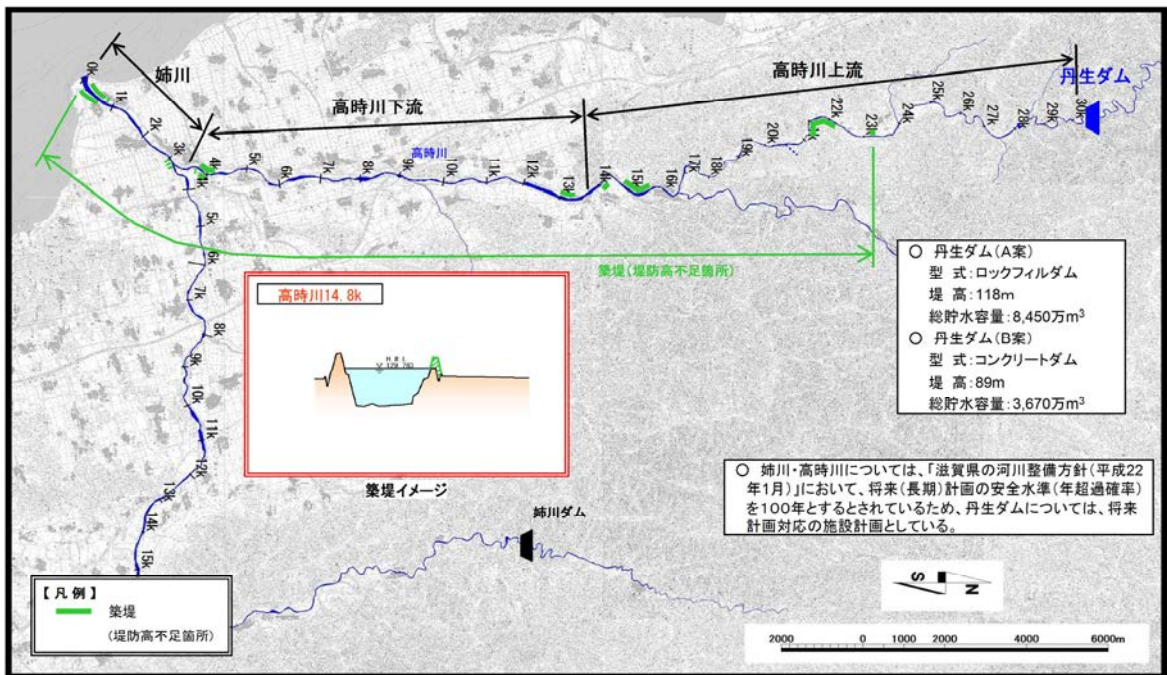 姉川
高時川下流
高時川上流
丹生ダム
0k
1k
2k
3k
4k
5k
6k
7k
8k
9k
10k
11k
12k
13k
14k
15k
16k
17k
18k
19k
20k
22k
23k
24k
25k
26k
27k
28k
29k
30k
高時川
4k
5k
6k
7k
8k
9k
10k
11k
12k
13k
14k
15k
築堤(堤防高不足箇所)
高時川14.8k
築堤イメージ
姉川ダム
○ 丹生ダム(A案)
型 式:ロックフィルダム
堤 高:118m
総貯水容量:8,450万m³
○ 丹生ダム(B案)
型 式:コンクリートダム
堤 高:89m
総貯水容量:3,670万m³
○ 姉川・高時川については、「滋賀県の河川整備方針(平成22
年1月)」において、将来(長期)計画の安全水準(年超過確率)
を100年とするとされているため、丹生ダムについては、将来
計画対応の施設計画としている。
【凡例】
築堤
(堤防高不足箇所)
S
N
2000 0 1000 2000 4000 6000m